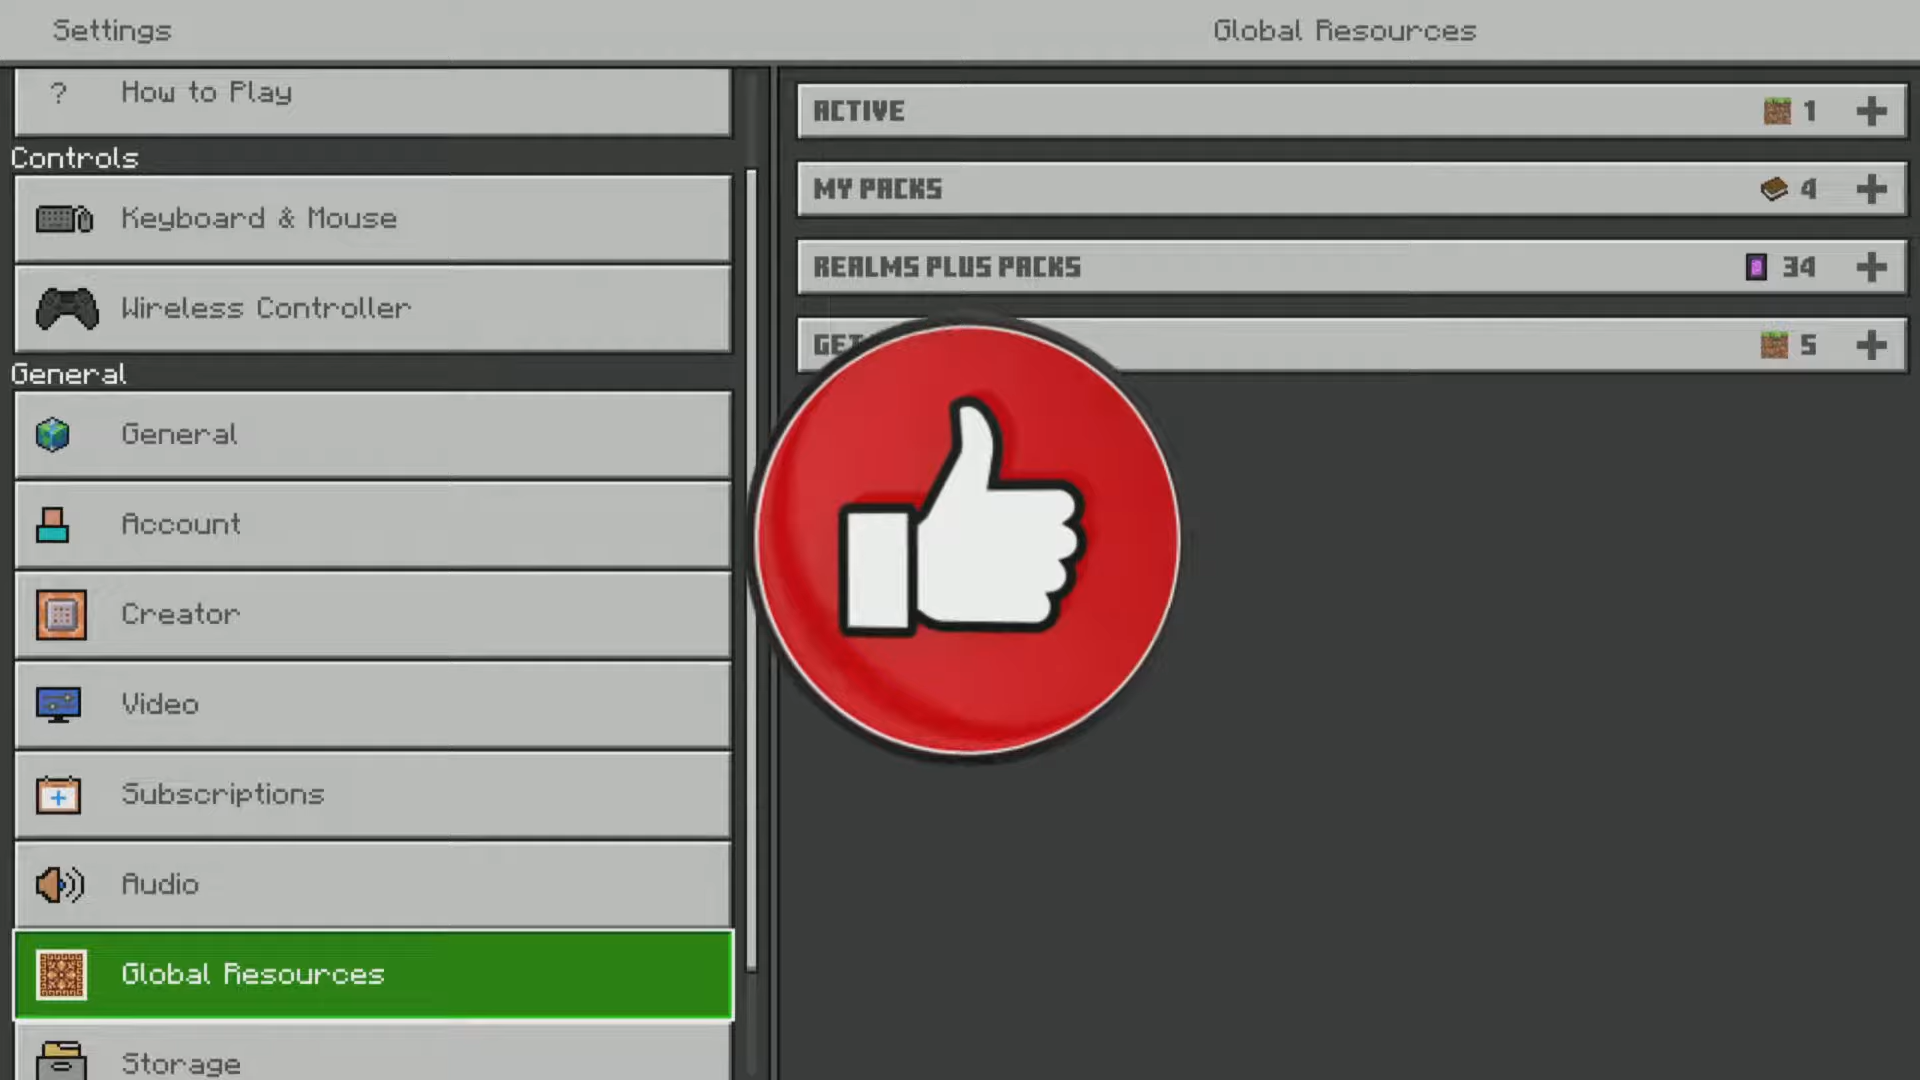 Settings
Global Resources
? How to Play
Controls
Keyboard & Mouse
Wireless Controller
General
General
Account
Creator
Video
Subscriptions
Audio
Global Resources
Storage
ACTIVE 1
MY PACKS 4
REALMS PLUS PACKS 34
GET 5